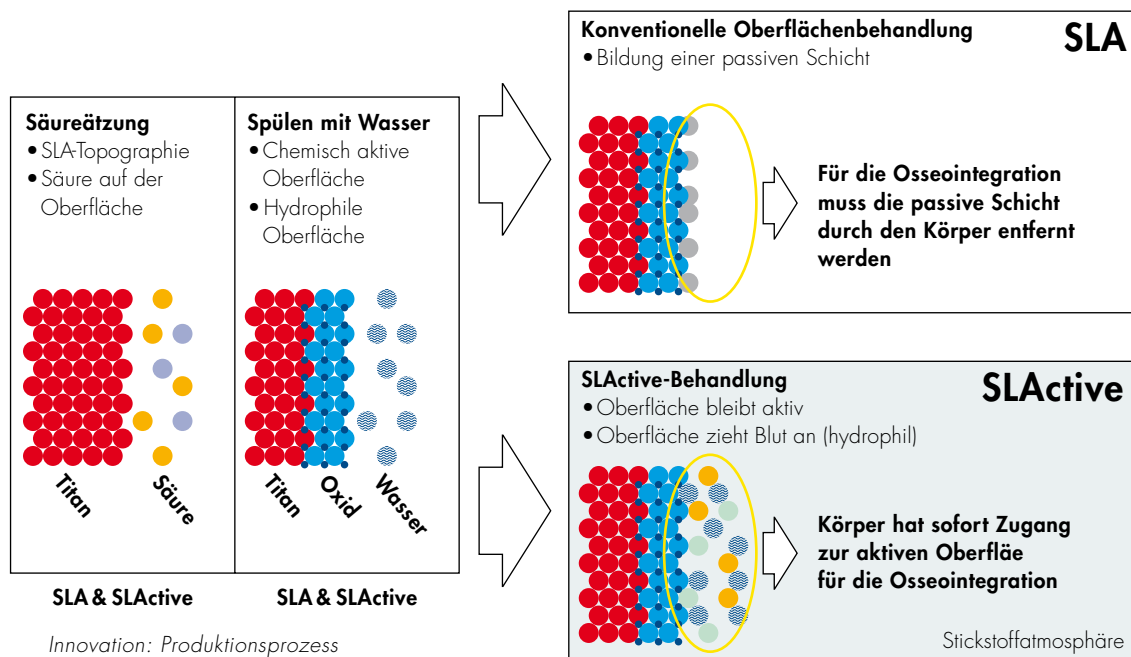 Säureätzung
• SLA-Topographie
• Säure auf der
Oberfläche
Titan
Säure
SLA & SLActive
Spülen mit Wasser
• Chemisch aktive
Oberfläche
• Hydrophile
Oberfläche
Titan
Oxid
Wasser
SLA & SLActive
Innovation: Produktionsprozess
Konventionelle Oberflächenbehandlung
SLA
• Bildung einer passiven Schicht
Für die Osseointegration
muss die passive Schicht
durch den Körper entfernt
werden
SLActive-Behandlung
SLActive
• Oberfläche bleibt aktiv
• Oberfläche zieht Blut an (hydrophil)
Körper hat sofort Zugang
zur aktiven Oberfläe
für die Osseointegration
Stickstoffatmosphäre